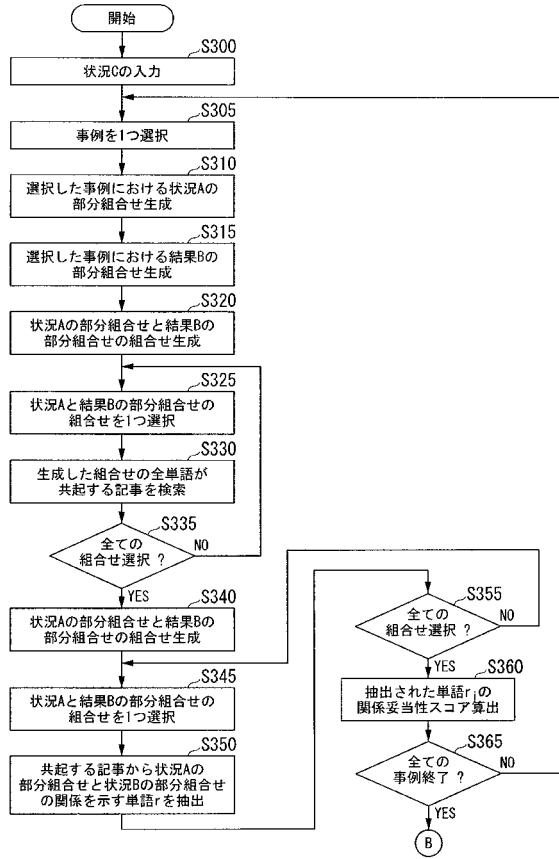 開始
S300
状況Cの入力
S305
事例を1つ選択
S310
選択した事例における状況Aの
部分組合せ生成
S315
選択した事例における結果Bの
部分組合せ生成
S320
状況Aの部分組合せと結果Bの
部分組合せの組合せ生成
S325
状況Aと結果Bの部分組合せの
組合せを1つ選択
S330
生成した組合せの全単語が
共起する記事を検索
S335
全ての
組合せ選択 ?
NO
YES
S340
状況Aの部分組合せと結果Bの
部分組合せの組合せ生成
S345
状況Aと結果Bの部分組合せの
組合せを1つ選択
S350
共起する記事から状況Aの
部分組合せと状況Bの部分組合せ
の関係を示す単語rを抽出
S355
全ての
組合せ選択 ?
NO
YES
S360
抽出された単語rjの
関係妥当性スコア算出
S365
全ての
事例終了 ?
NO
YES
B